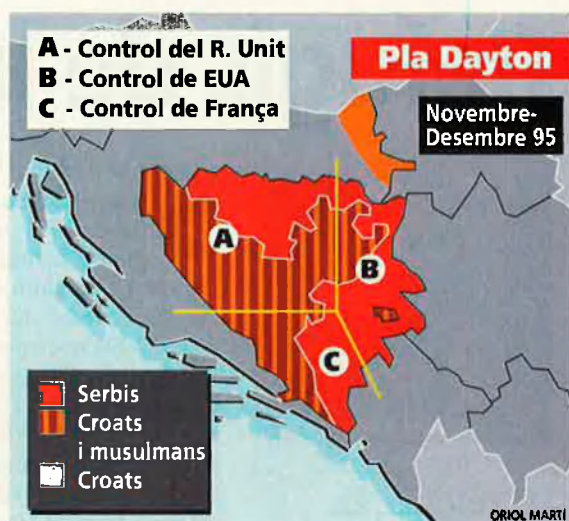 A - Control del R. Unit
B - Control de EUA
C - Control de França
Pla Dayton
Novembre-
Desembre 95
A
B
C
Serbis
Croats
i musulmans
Croats
ORIOL MARTÍ